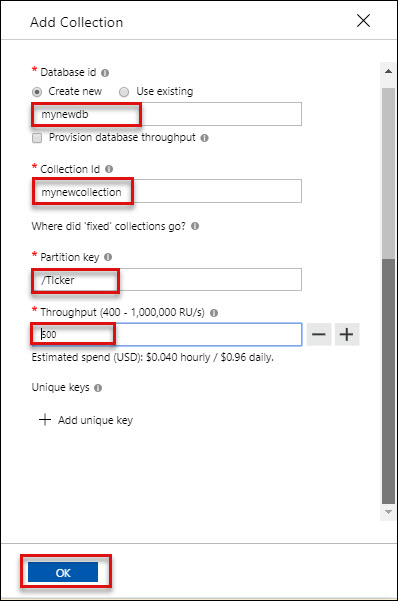 Add Collection
* Database id
Create new Use existing
mynewdb
Provision database throughput
* Collection Id
mynewcollection
Where did 'fixed' collections go?
* Partition key
/Ticker
* Throughput (400 - 1,000,000 RU/s)
500
Estimated spend (USD): $0.040 hourly / $0.96 daily.
Unique keys
+ Add unique key
OK